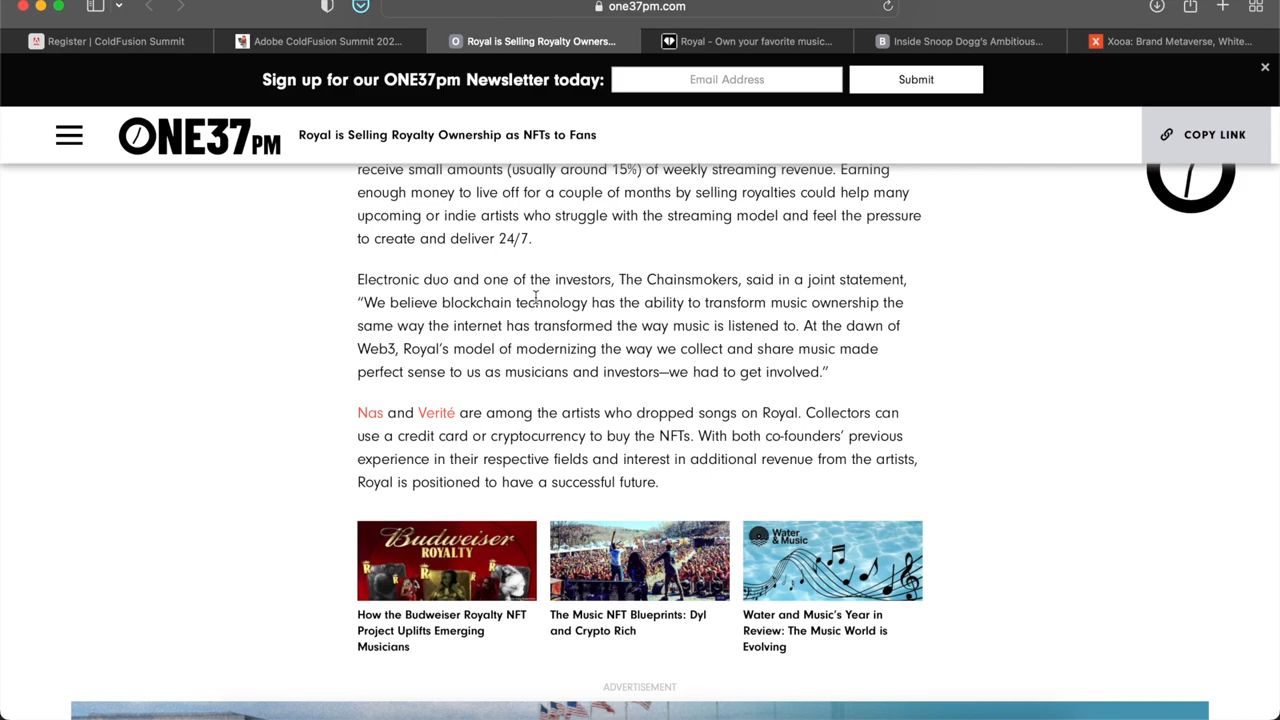 one37pm.com
Register | ColdFusion Summit
Adobe ColdFusion Summit 202...
Royal is Selling Royalty Owners...
Royal - Own your favorite music...
Inside Snoop Dogg's Ambitious...
Xooa: Brand Metaverse, White...
Sign up for our ONE37pm Newsletter today:
Email Address
Submit
ONE37PM
Royal is Selling Royalty Ownership as NFTs to Fans
COPY LINK
receive small amounts (usually around 15%) of weekly streaming revenue. Earning
enough money to live off for a couple of months by selling royalties could help many
upcoming or indie artists who struggle with the streaming model and feel the pressure
to create and deliver 24/7.
Electronic duo and one of the investors, The Chainsmokers, said in a joint statement,
“We believe blockchain technology has the ability to transform music ownership the
same way the internet has transformed the way music is listened to. At the dawn of
Web3, Royal’s model of modernizing the way we collect and share music made
perfect sense to us as musicians and investors—we had to get involved.”
Nas and Verité are among the artists who dropped songs on Royal. Collectors can
use a credit card or cryptocurrency to buy the NFTs. With both co-founders’ previous
experience in their respective fields and interest in additional revenue from the artists,
Royal is positioned to have a successful future.
Budweiser
ROYALTY
Water
& Music
How the Budweiser Royalty NFT
Project Uplifts Emerging
Musicians
The Music NFT Blueprints: Dyl
and Crypto Rich
Water and Music’s Year in
Review: The Music World is
Evolving
ADVERTISEMENT